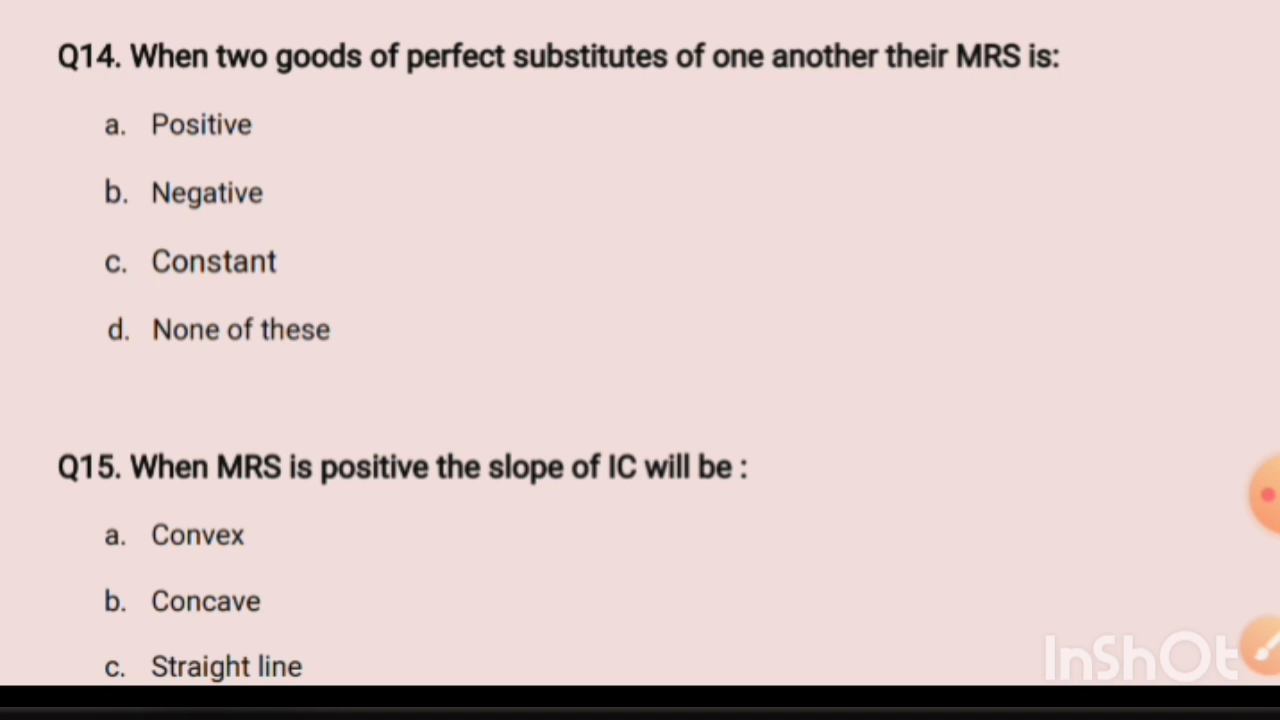 Q14. When two goods of perfect substitutes of one another their MRS is:
a. Positive
b. Negative
c. Constant
d. None of these
Q15. When MRS is positive the slope of IC will be :
a. Convex
b. Concave
c. Straight line
InShOt